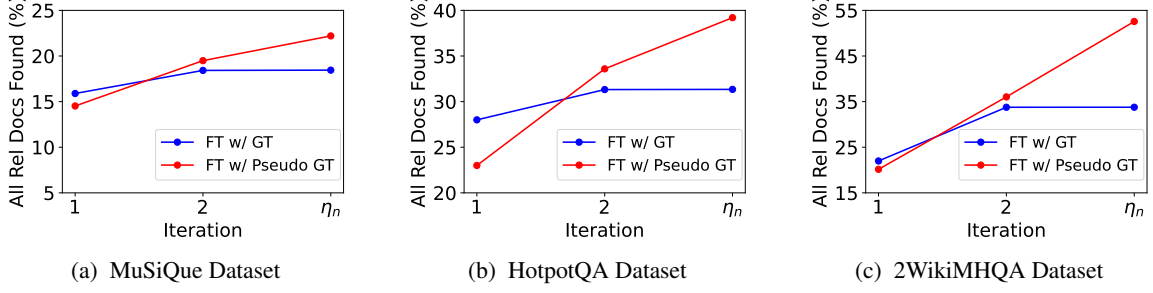 All Rel Docs Found (%)
25
20
15
10
5
FT w/ GT
FT w/ Pseudo GT
1
2
ηn
Iteration
(a) MuSiQue Dataset
All Rel Docs Found (%)
40
35
30
25
20
FT w/ GT
FT w/ Pseudo GT
1
2
ηn
Iteration
(b) HotpotQA Dataset
All Rel Docs Found (%)
55
45
35
25
15
FT w/ GT
FT w/ Pseudo GT
1
2
ηn
Iteration
(c) 2WikiMHQA Dataset